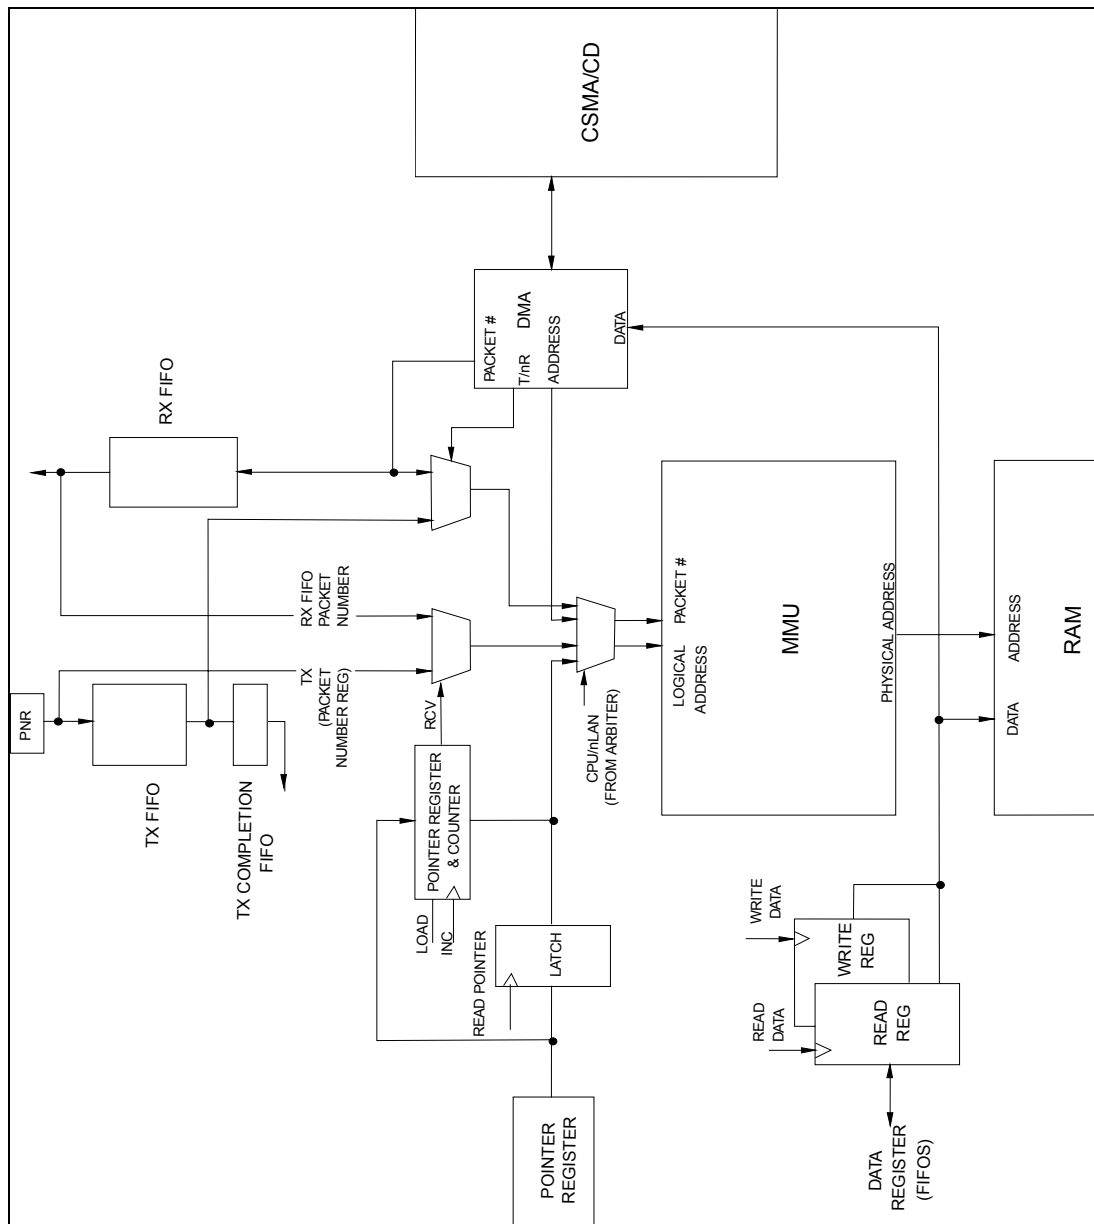 CSMA/CD
PACKET #
T/nR
DMA
ADDRESS
DATA
RX FIFO
RX FIFO
PACKET
NUMBER
TX
(PACKET
NUMBER REG)
PNR
TX FIFO
TX COMPLETION
FIFO
RCV
POINTER REGISTER
& COUNTER
LOAD
INC
CPU/nLAN
(FROM ARBITER)
PACKET #
LOGICAL
ADDRESS
MMU
PHYSICAL ADDRESS
ADDRESS
DATA
RAM
READ POINTER
LATCH
WRITE
DATA
WRITE
REG
READ
DATA
READ
REG
POINTER
REGISTER
DATA
REGISTER
(FIFOS)